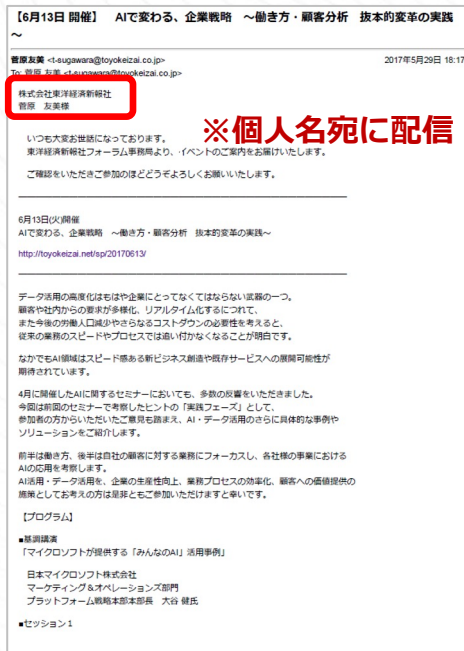 【6月13日 開催】　AIで変わる、企業戦略　～働き方・顧客分析　抜本的変革の実践
～
菅原友美 <t-sugawara@toyokeizai.co.jp>
2017年5月29日 18:17
To: 菅原 友美 <t-sugawara@toyokeizai.co.jp>
株式会社東洋経済新報社
菅原　友美様
※個人名宛に配信
いつも大変お世話になっております。
東洋経済新報社フォーラム事務局より、イベントのご案内をお届けいたします。
ご確認をいただきご参加のほどどうぞよろしくお願いいたします。
6月13日(火)開催
AIで変わる、企業戦略　～働き方・顧客分析　抜本的変革の実践～
http://toyokeizai.net/sp/20170613/
データ活用の高度化はもはや企業にとってなくてはならない武器の一つ。
顧客や社内からの要求が多様化、リアルタイム化するにつれて、
また今後の労働人口減少やさらなるコストダウンの必要性を考えると、
従来の業務のスピードやプロセスでは追い付かなくなることが明白です。
なかでもAI領域はスピード感ある新ビジネス創造や既存サービスへの展開可能性が
期待されています。
4月に開催したAIに関するセミナーにおいても、多数の反響をいただきました。
今回は前回のセミナーで考察したヒントの「実践フェーズ」として、
参加者の方からいただいたご意見も踏まえ、AI・データ活用のさらに具体的な事例や
ソリューションをご紹介します。
前半は働き方、後半は自社の顧客に対する業務にフォーカスし、各社様の事業における
AIの応用を考察します。
AI活用・データ活用を、企業の生産性向上、業務プロセスの効率化、顧客への価値提供の
施策としてお考えの方は是非ともご参加いただけますと幸いです。
【プログラム】
■基調講演
「マイクロソフトが提供する「みんなのAI」活用事例」
日本マイクロソフト株式会社
マーケティング&オペレーションズ部門
プラットフォーム戦略本部本部長　大谷 健氏
■セッション１